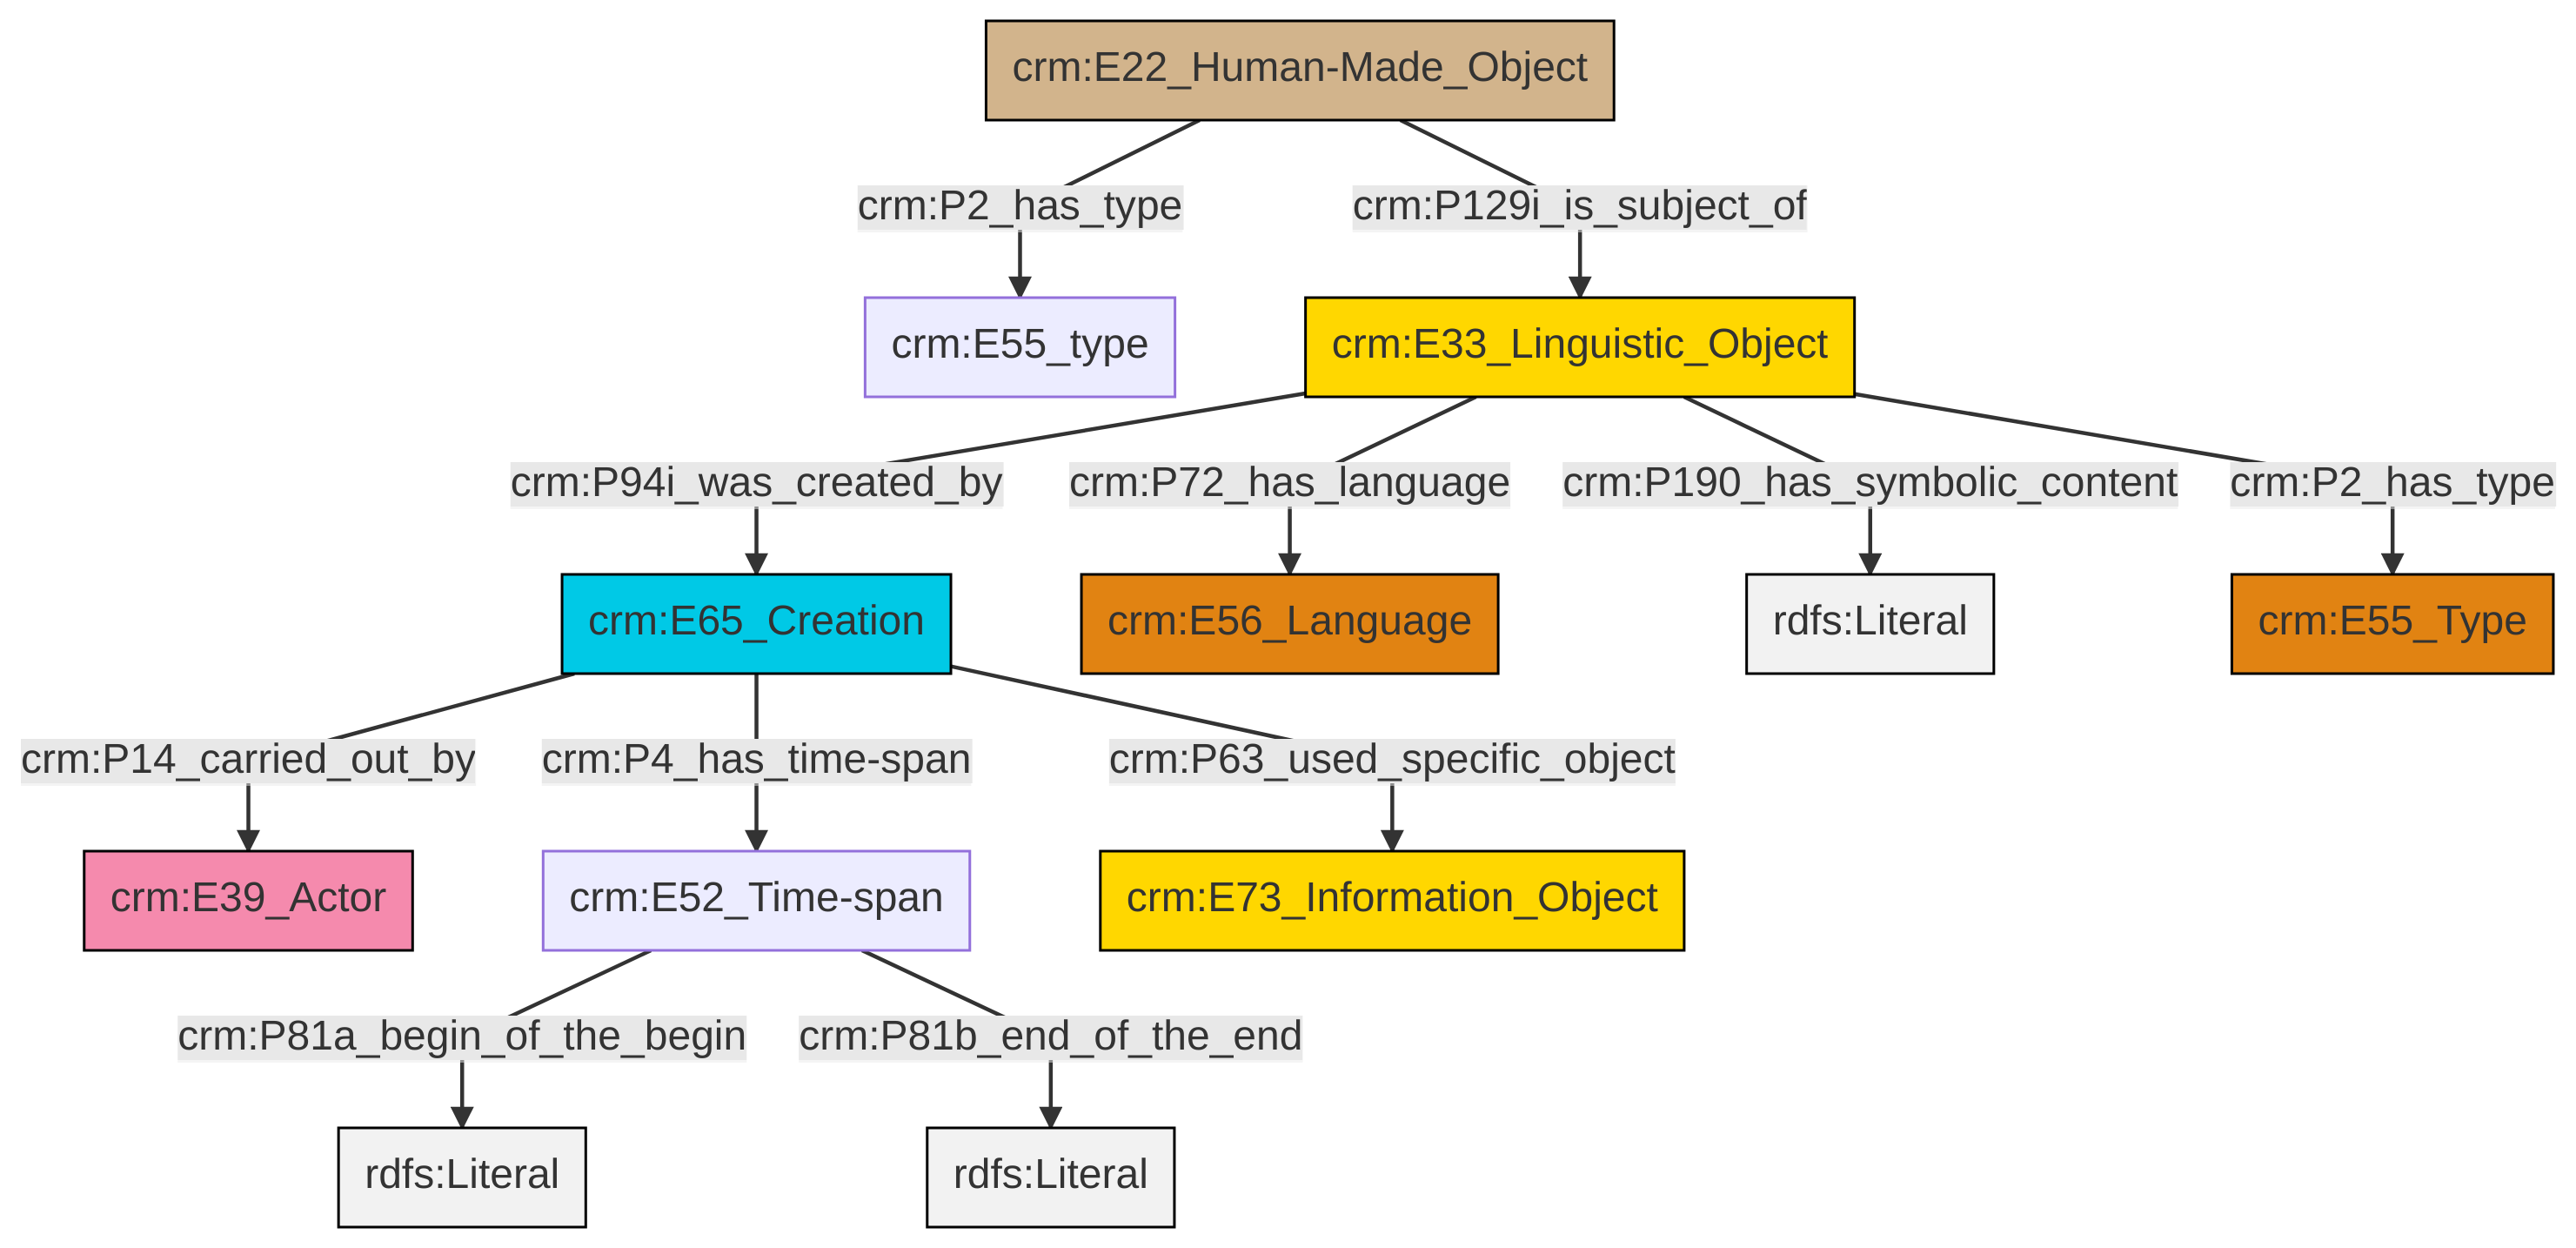 crm:E22_Human-Made_Object
crm:P2_has_type
crm:P129i_is_subject_of
crm:E55_type
crm:E33_Linguistic_Object
crm:P94i_was_created_by
crm:P72_has_language
crm:P190_has_symbolic_content
crm:P2_has_type
crm:E65_Creation
crm:E56_Language
rdfs:Literal
crm:E55_Type
crm:P14_carried_out_by
crm:P4_has_time-span
crm:P63_used_specific_object
crm:E39_Actor
crm:E52_Time-span
crm:E73_Information_Object
crm:P81a_begin_of_the_begin
crm:P81b_end_of_the_end
rdfs:Literal
rdfs:Literal